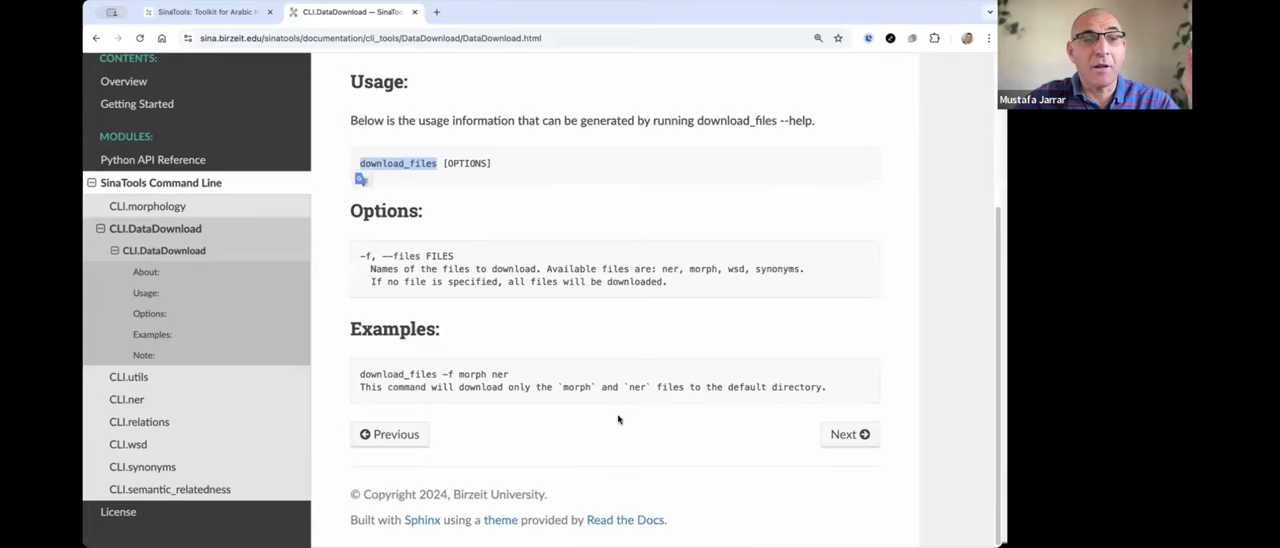 SinaTools: Toolkit for Arabic N
CLI.DataDownload — SinaToo
sina.birzeit.edu/sinatools/documentation/cli_tools/DataDownload/DataDownload.html
Mustafa Jarrar
CONTENTS:
Overview
Getting Started
MODULES:
Python API Reference
SinaTools Command Line
CLI.morphology
CLI.DataDownload
CLI.DataDownload
About:
Usage:
Options:
Examples:
Note:
CLI.utils
CLI.ner
CLI.relations
CLI.wsd
CLI.synonyms
CLI.semantic_relatedness
License
Usage:
Below is the usage information that can be generated by running download_files --help.
download_files [OPTIONS]
Options:
-f, --files FILES
Names of the files to download. Available files are: ner, morph, wsd, synonyms.
If no file is specified, all files will be downloaded.
Examples:
download_files -f morph ner
This command will download only the `morph` and `ner` files to the default directory.
Previous
Next
© Copyright 2024, Birzeit University.
Built with Sphinx using a theme provided by Read the Docs.